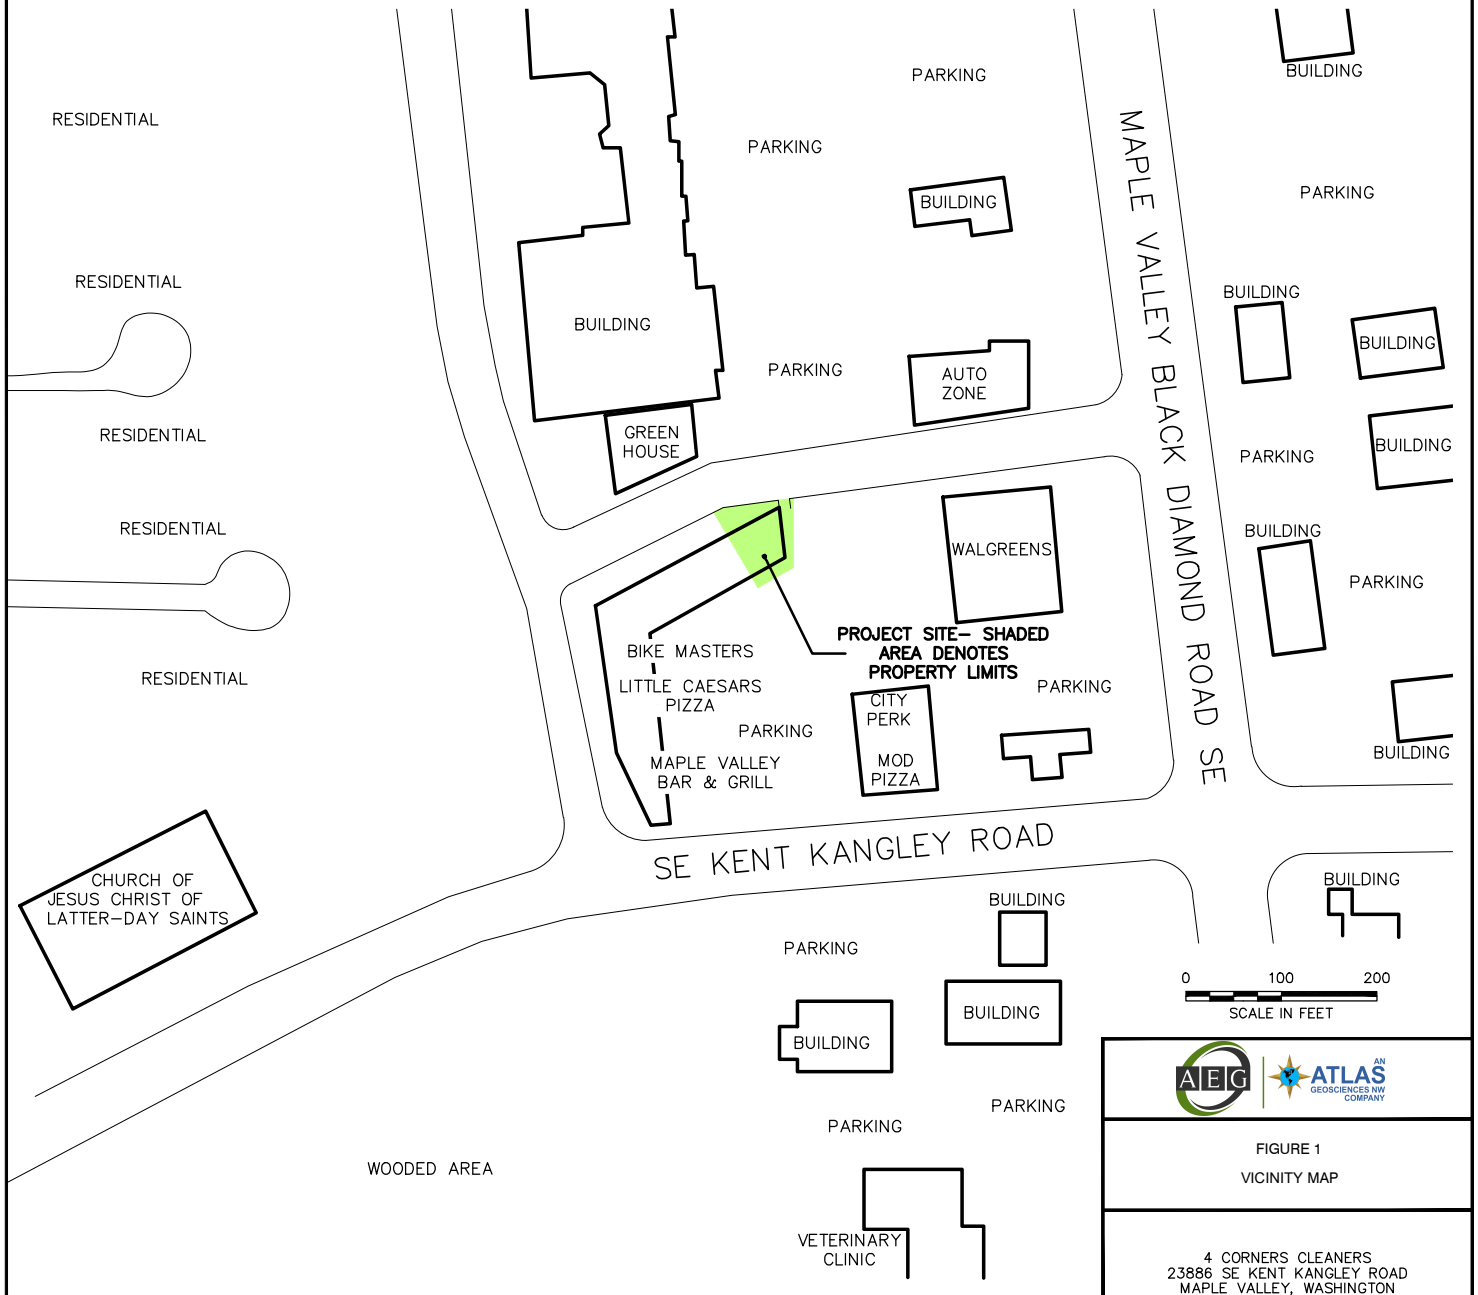 PARKING
BUILDING
RESIDENTIAL
PARKING
MAPLE VALLEY BLACK DIAMOND ROAD SE
PARKING
BUILDING
RESIDENTIAL
BUILDING
BUILDING
BUILDING
PARKING
AUTO
ZONE
RESIDENTIAL
GREEN
HOUSE
BUILDING
PARKING
RESIDENTIAL
BUILDING
WALGREENS
PARKING
PROJECT SITE– SHADED
AREA DENOTES
PROPERTY LIMITS
BIKE MASTERS
RESIDENTIAL
LITTLE CAESARS
PIZZA
PARKING
CITY
PERK
PARKING
MOD
PIZZA
MAPLE VALLEY
BAR & GRILL
BUILDING
SE KENT KANGLEY ROAD
CHURCH OF
JESUS CHRIST OF
LATTER–DAY SAINTS
BUILDING
BUILDING
PARKING
0 100 200
SCALE IN FEET
BUILDING
BUILDING
PARKING
PARKING
WOODED AREA
VETERINARY
CLINIC
AEG
AN
ATLAS
GEOSCIENCES NW
COMPANY
FIGURE 1
VICINITY MAP
4 CORNERS CLEANERS
23886 SE KENT KANGLEY ROAD
MAPLE VALLEY, WASHINGTON